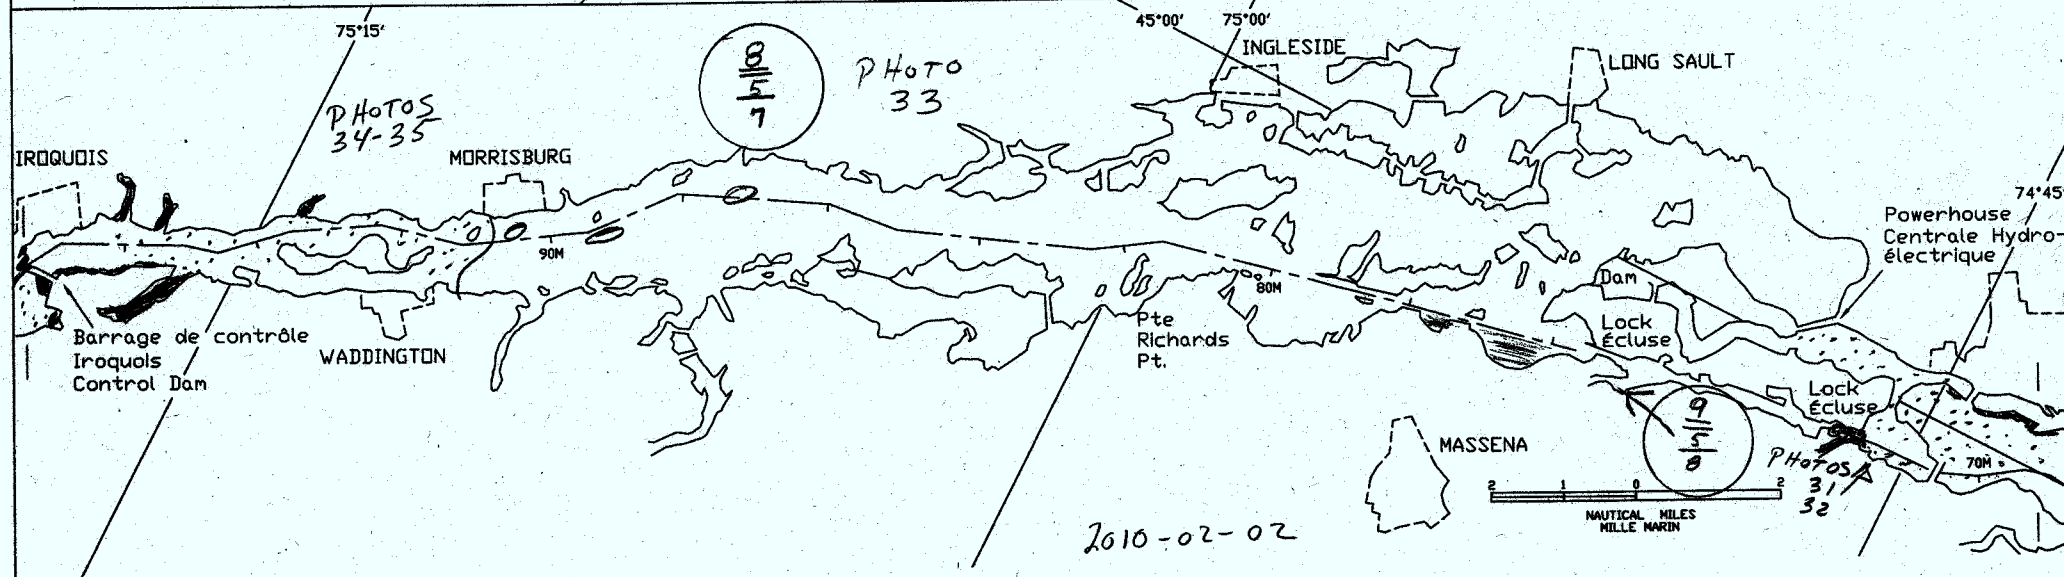 75°15'
45°00'
75°00'
INGLESIDE
LONG SAULT
8
5
7
PHOTO
33
PHOTOS
34-35
IROQUOIS
MORRISBURG
74°45'
Powerhouse
Centrale Hydro-
électrique
90M
80M
Dam
Lock
Écluse
Pte
Richards
Pt.
Barrage de contrôle
Iroquois
Control Dam
WADDINGTON
Lock
Écluse
9
5
8
MASSENA
PHOTOS
31
32
70M
2 1 0 2
NAUTICAL MILES
MILLE MARIN
2010-02-02